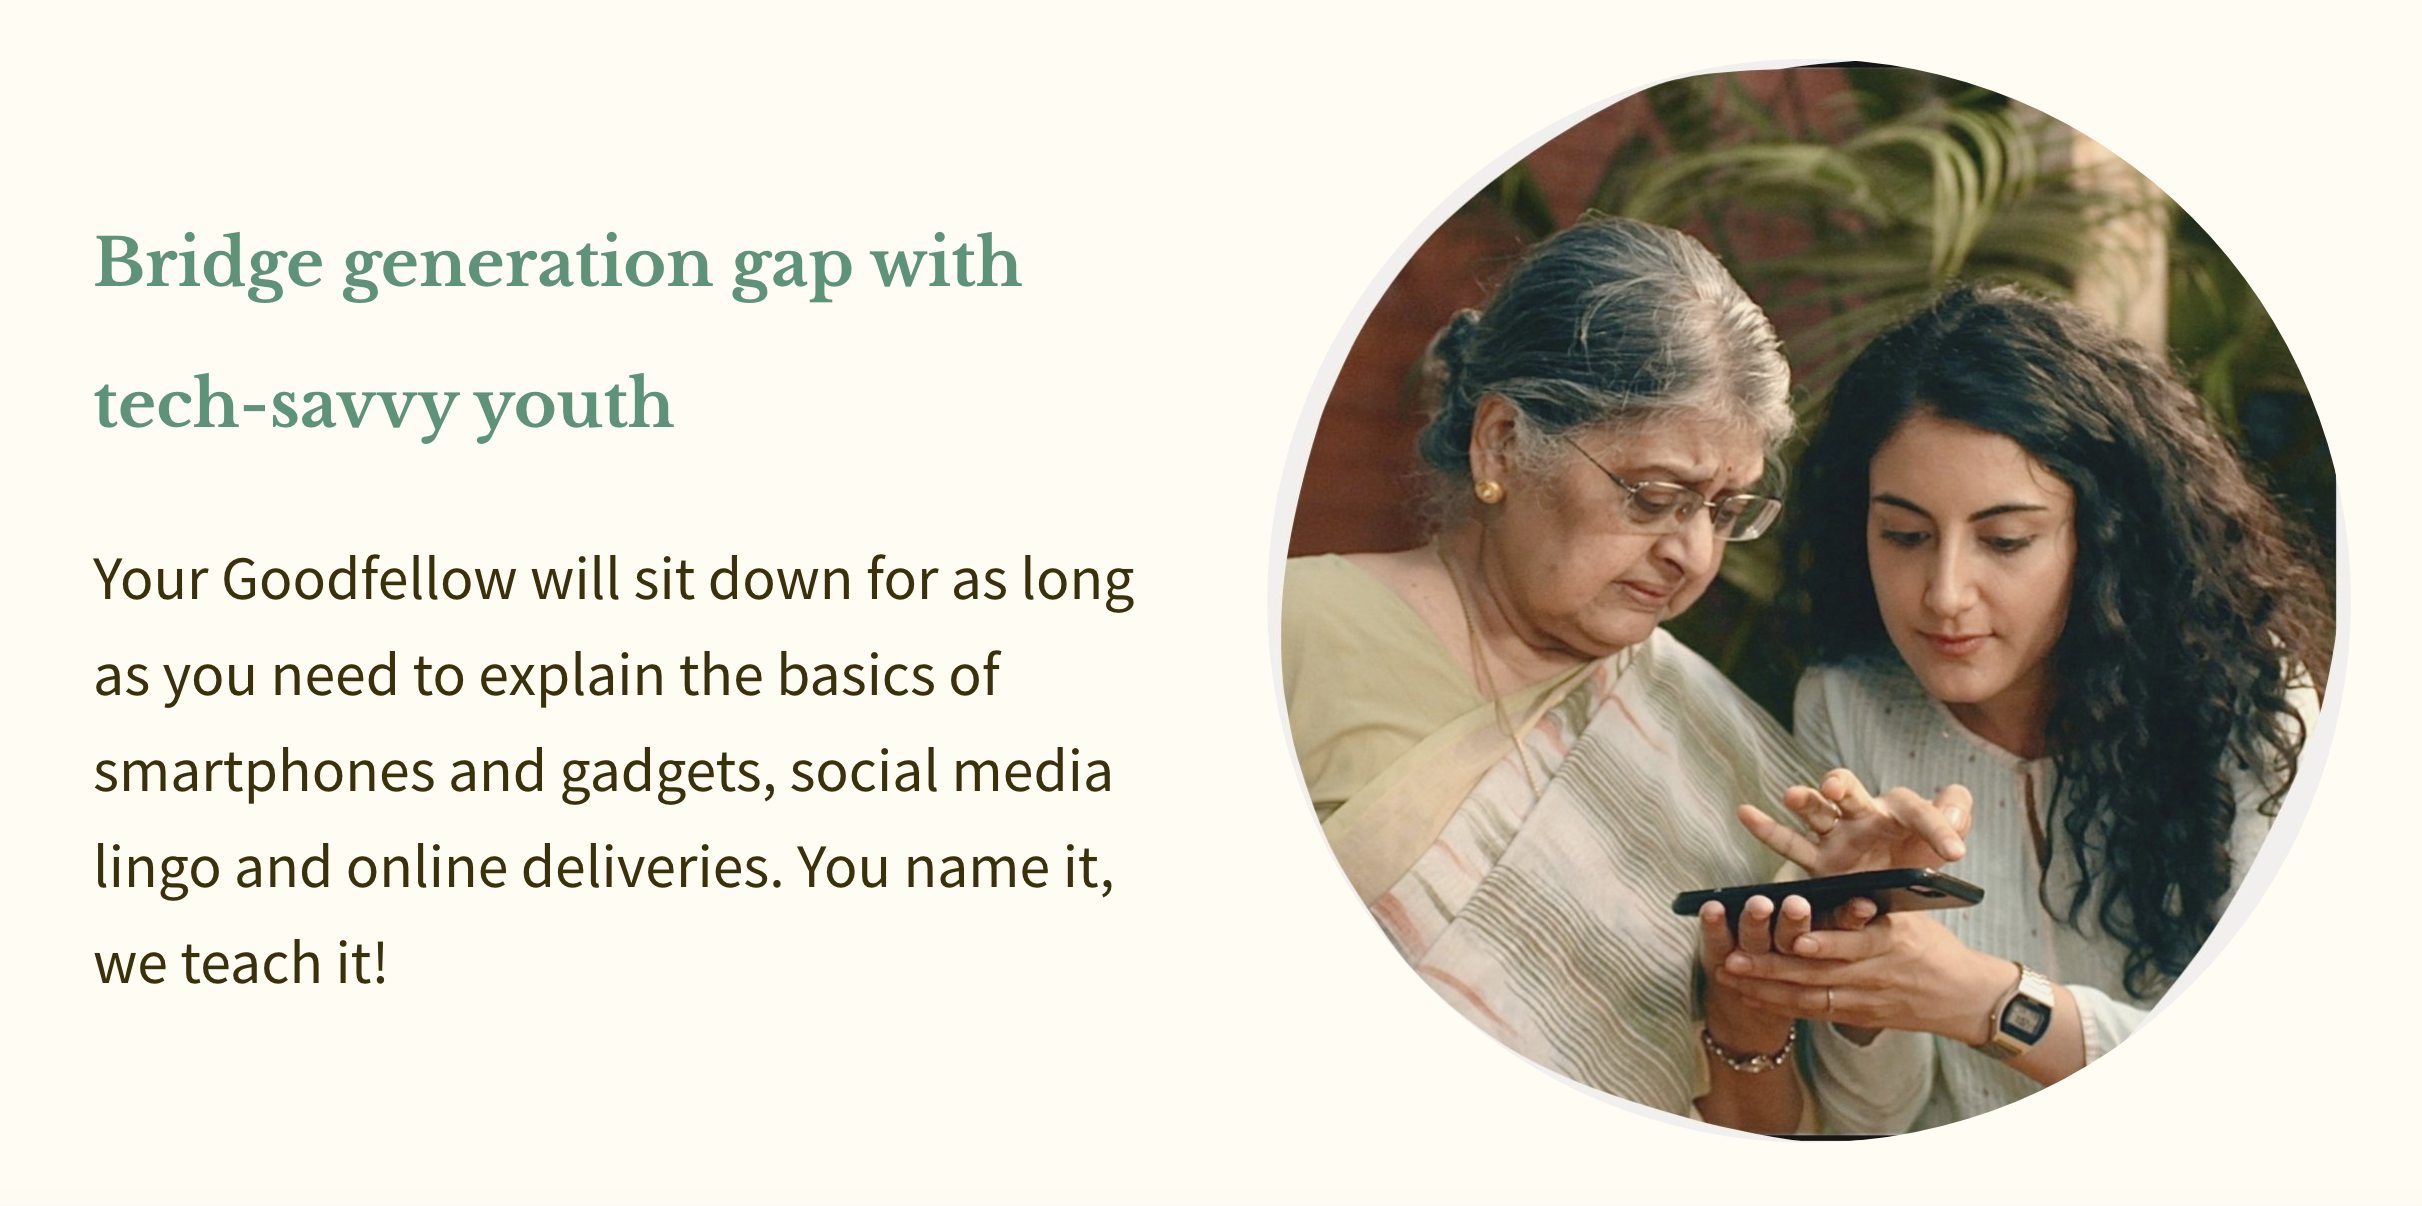 Bridge generation gap with
tech-savvy youth
Your Goodfellow will sit down for as long
as you need to explain the basics of
smartphones and gadgets, social media
lingo and online deliveries. You name it,
we teach it!